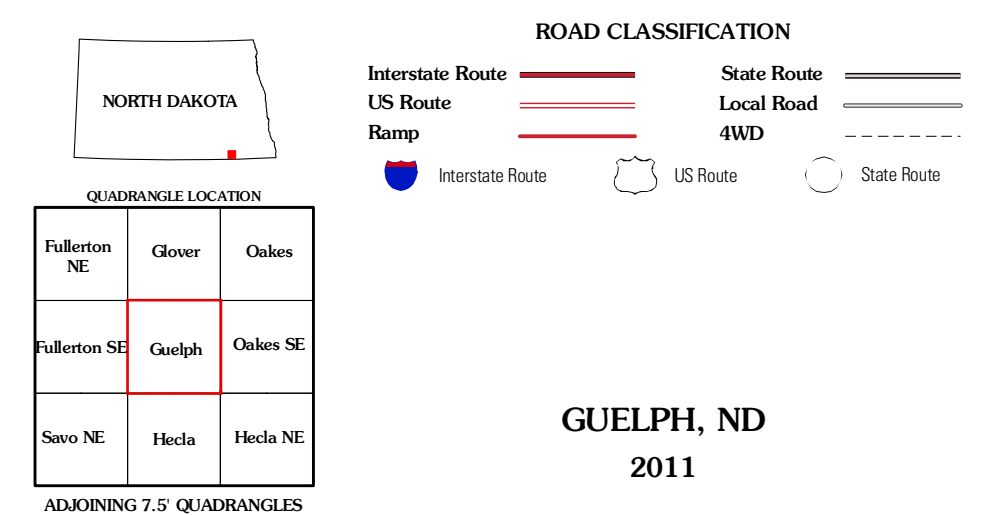 NORTH DAKOTA
QUADRANGLE LOCATION
Fullerton
NE
Glover
Oakes
Fullerton SE
Guelph
Oakes SE
Savo NE
Hecla
Hecla NE
ADJOINING 7.5' QUADRANGLES
ROAD CLASSIFICATION
Interstate Route
State Route
US Route
Local Road
Ramp
4WD
Interstate Route
US Route
State Route
GUELPH, ND
2011